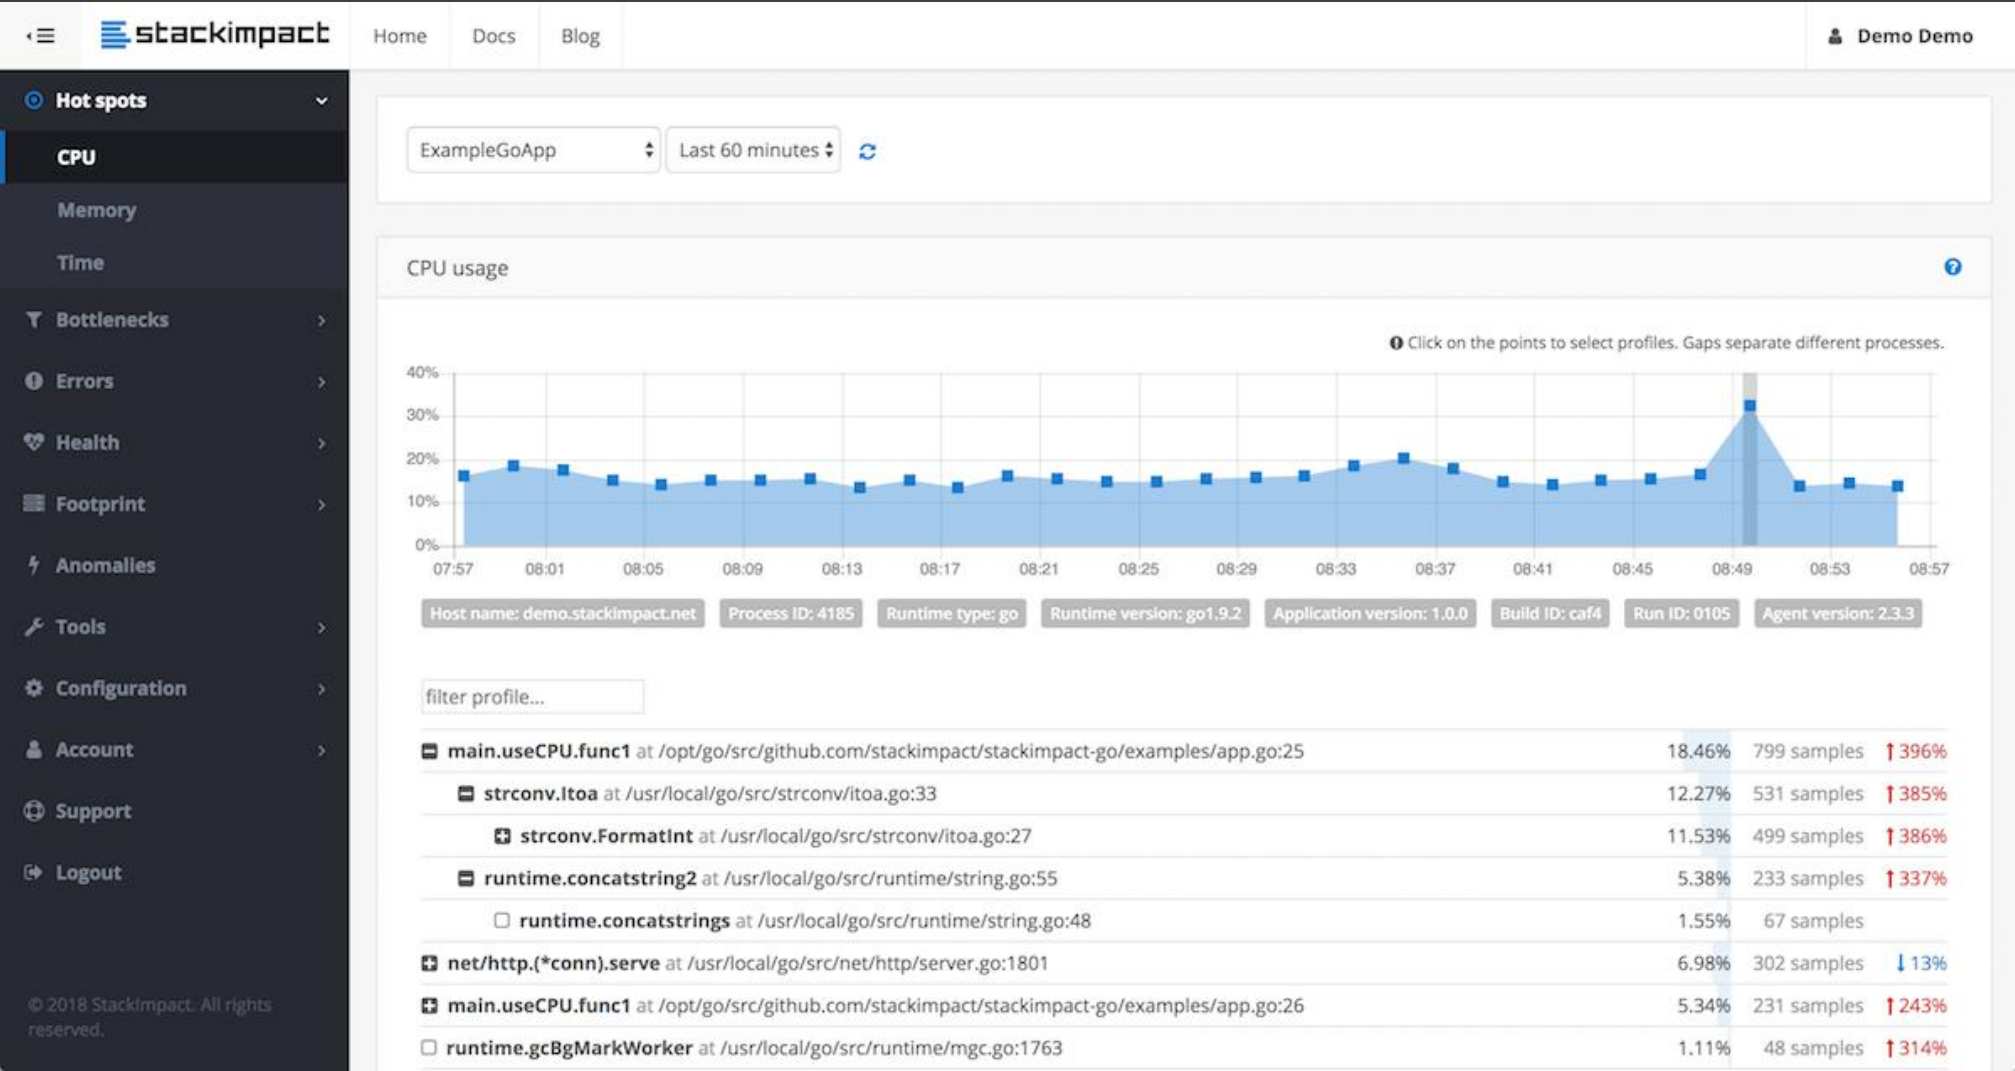 stackimpact
Home
Docs
Blog
Demo Demo
Hot spots
CPU
Memory
Time
Bottlenecks
Errors
Health
Footprint
Anomalies
Tools
Configuration
Account
Support
Logout
© 2018 StackImpact. All rights
reserved.
ExampleGoApp
Last 60 minutes
CPU usage
Click on the points to select profiles. Gaps separate different processes.
40%
30%
20%
10%
0%
07:57 08:01 08:05 08:09 08:13 08:17 08:21 08:25 08:29 08:33 08:37 08:41 08:45 08:49 08:53 08:57
Host name: demo.stackimpact.net Process ID: 4185 Runtime type: go Runtime version: go1.9.2 Application version: 1.0.0 Build ID: caf4 Run ID: 0105 Agent version: 2.3.3
filter profile...
main.useCPU.func1 at /opt/go/src/github.com/stackimpact/stackimpact-go/examples/app.go:25 18.46% 799 samples ↑396%
strconv.Itoa at /usr/local/go/src/strconv/itoa.go:33 12.27% 531 samples ↑385%
strconv.FormatInt at /usr/local/go/src/strconv/itoa.go:27 11.53% 499 samples ↑386%
runtime.concatstring2 at /usr/local/go/src/runtime/string.go:55 5.38% 233 samples ↑337%
runtime.concatstrings at /usr/local/go/src/runtime/string.go:48 1.55% 67 samples
net/http.(*conn).serve at /usr/local/go/src/net/http/server.go:1801 6.98% 302 samples ↓13%
main.useCPU.func1 at /opt/go/src/github.com/stackimpact/stackimpact-go/examples/app.go:26 5.34% 231 samples ↑243%
runtime.gcBgMarkWorker at /usr/local/go/src/runtime/mgc.go:1763 1.11% 48 samples ↑314%